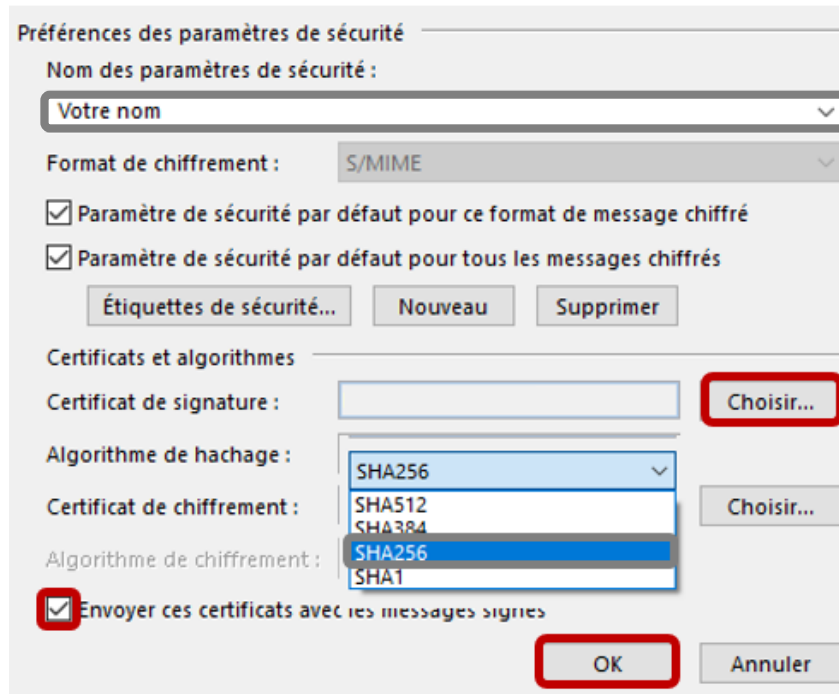 Préférences des paramètres de sécurité
Nom des paramètres de sécurité :
Votre nom
Format de chiffrement : S/MIME
Paramètre de sécurité par défaut pour ce format de message chiffré
Paramètre de sécurité par défaut pour tous les messages chiffrés
Étiquettes de sécurité... Nouveau Supprimer
Certificats et algorithmes
Certificat de signature : Choisir...
Algorithme de hachage : SHA256
SHA512
Certificat de chiffrement : Choisir...
SHA384
SHA256
Algorithme de chiffrement :
SHA1
Envoyer ces certificats avec les messages signés
OK Annuler